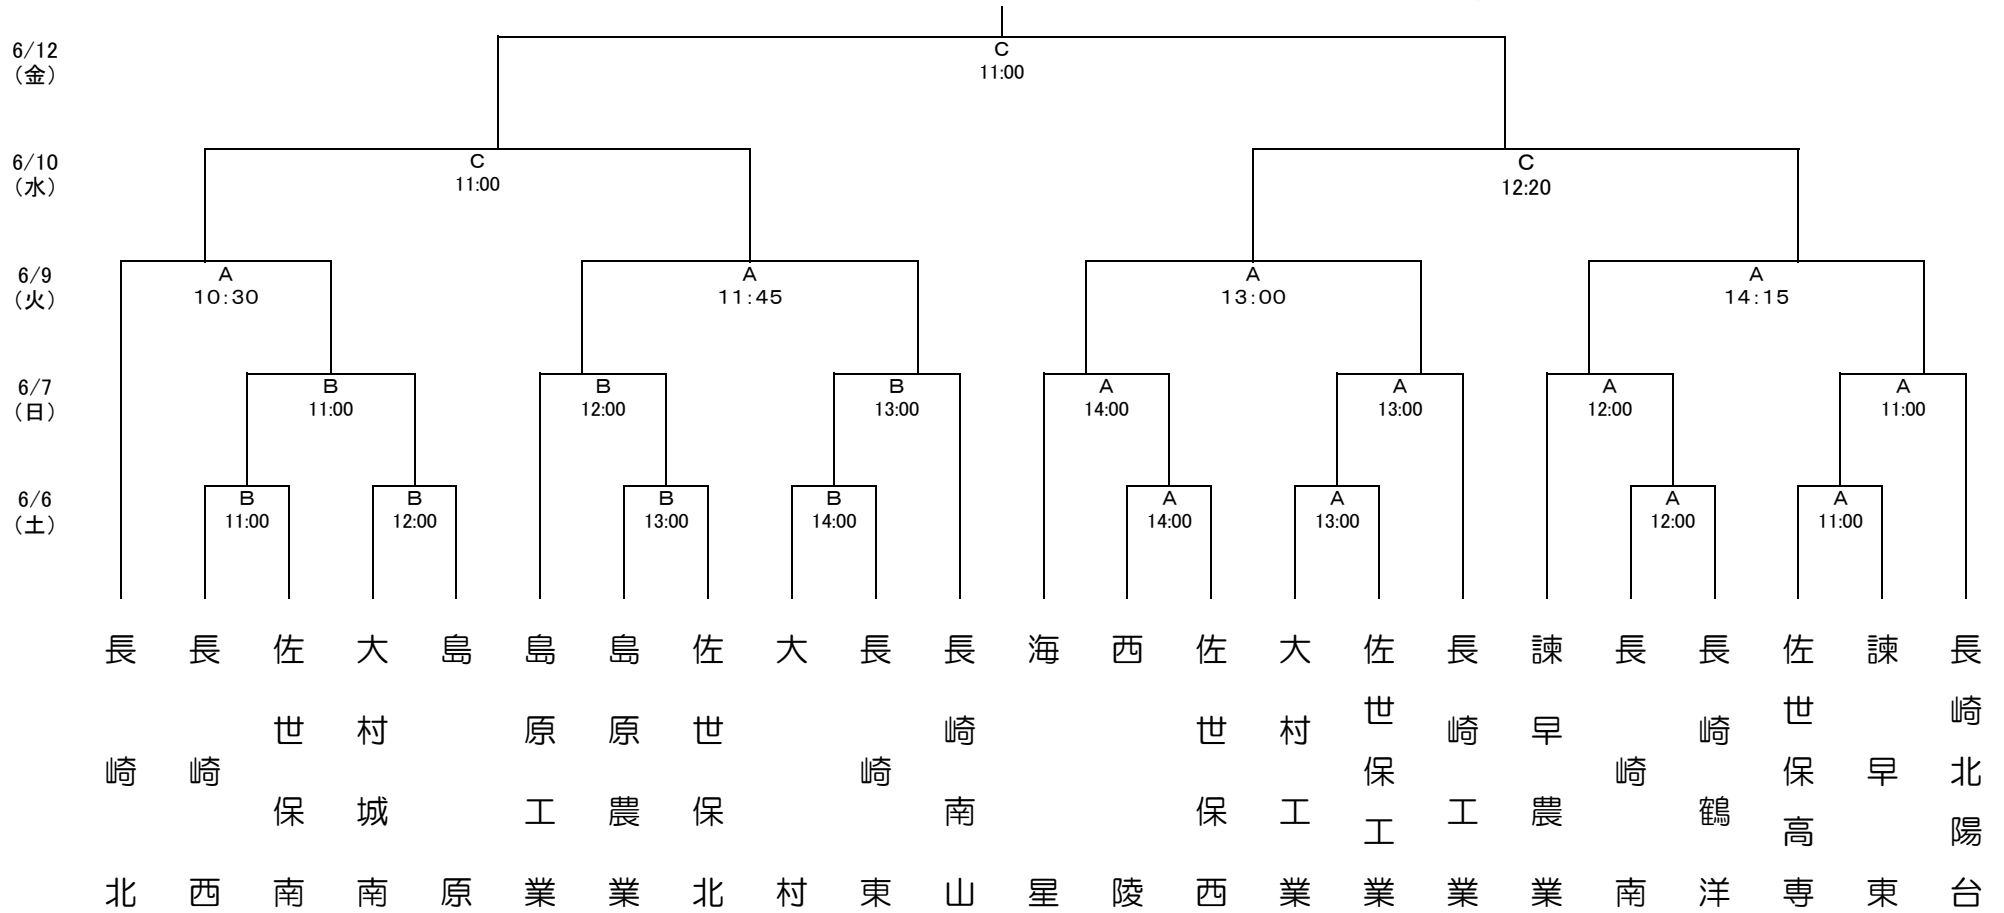 C
11:00
6/12
（金）
C
11:00
C
12:20
6/10
（水）
A
10:30
A
11:45
A
13:00
A
14:15
6/9
（火）
B
11:00
B
12:00
B
13:00
A
14:00
A
13:00
A
12:00
A
11:00
6/7
（日）
B
11:00
B
12:00
B
13:00
B
14:00
A
14:00
A
13:00
A
12:00
A
11:00
6/6
（土）
長崎北
長崎西
佐世保南
大村城南
島原
島原工業
島原農業
佐世保北
大村
長崎東
長崎南山
海星
西陵
佐世保西
大村工業
佐世保工業
長崎工業
諫早農業
長崎南
長崎鶴洋
佐世保高専
諫早東
長崎北陽台